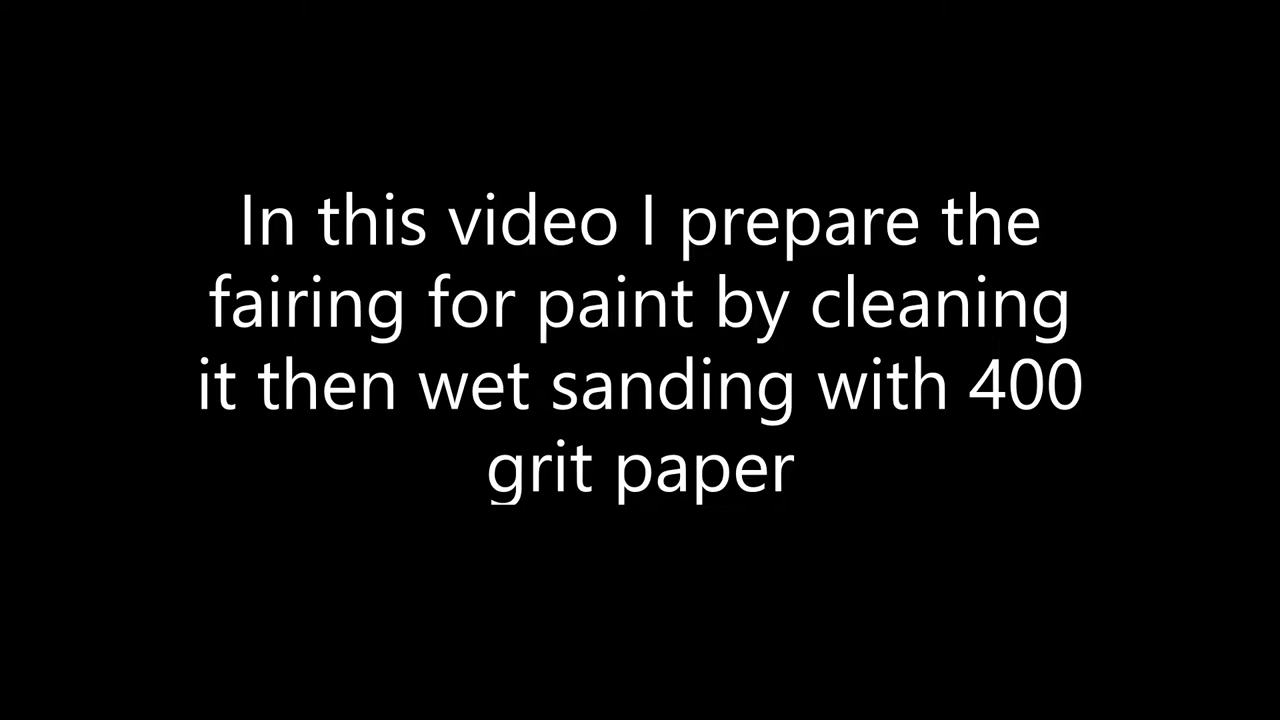 In this video I prepare the
fairing for paint by cleaning
it then wet sanding with 400
grit paper